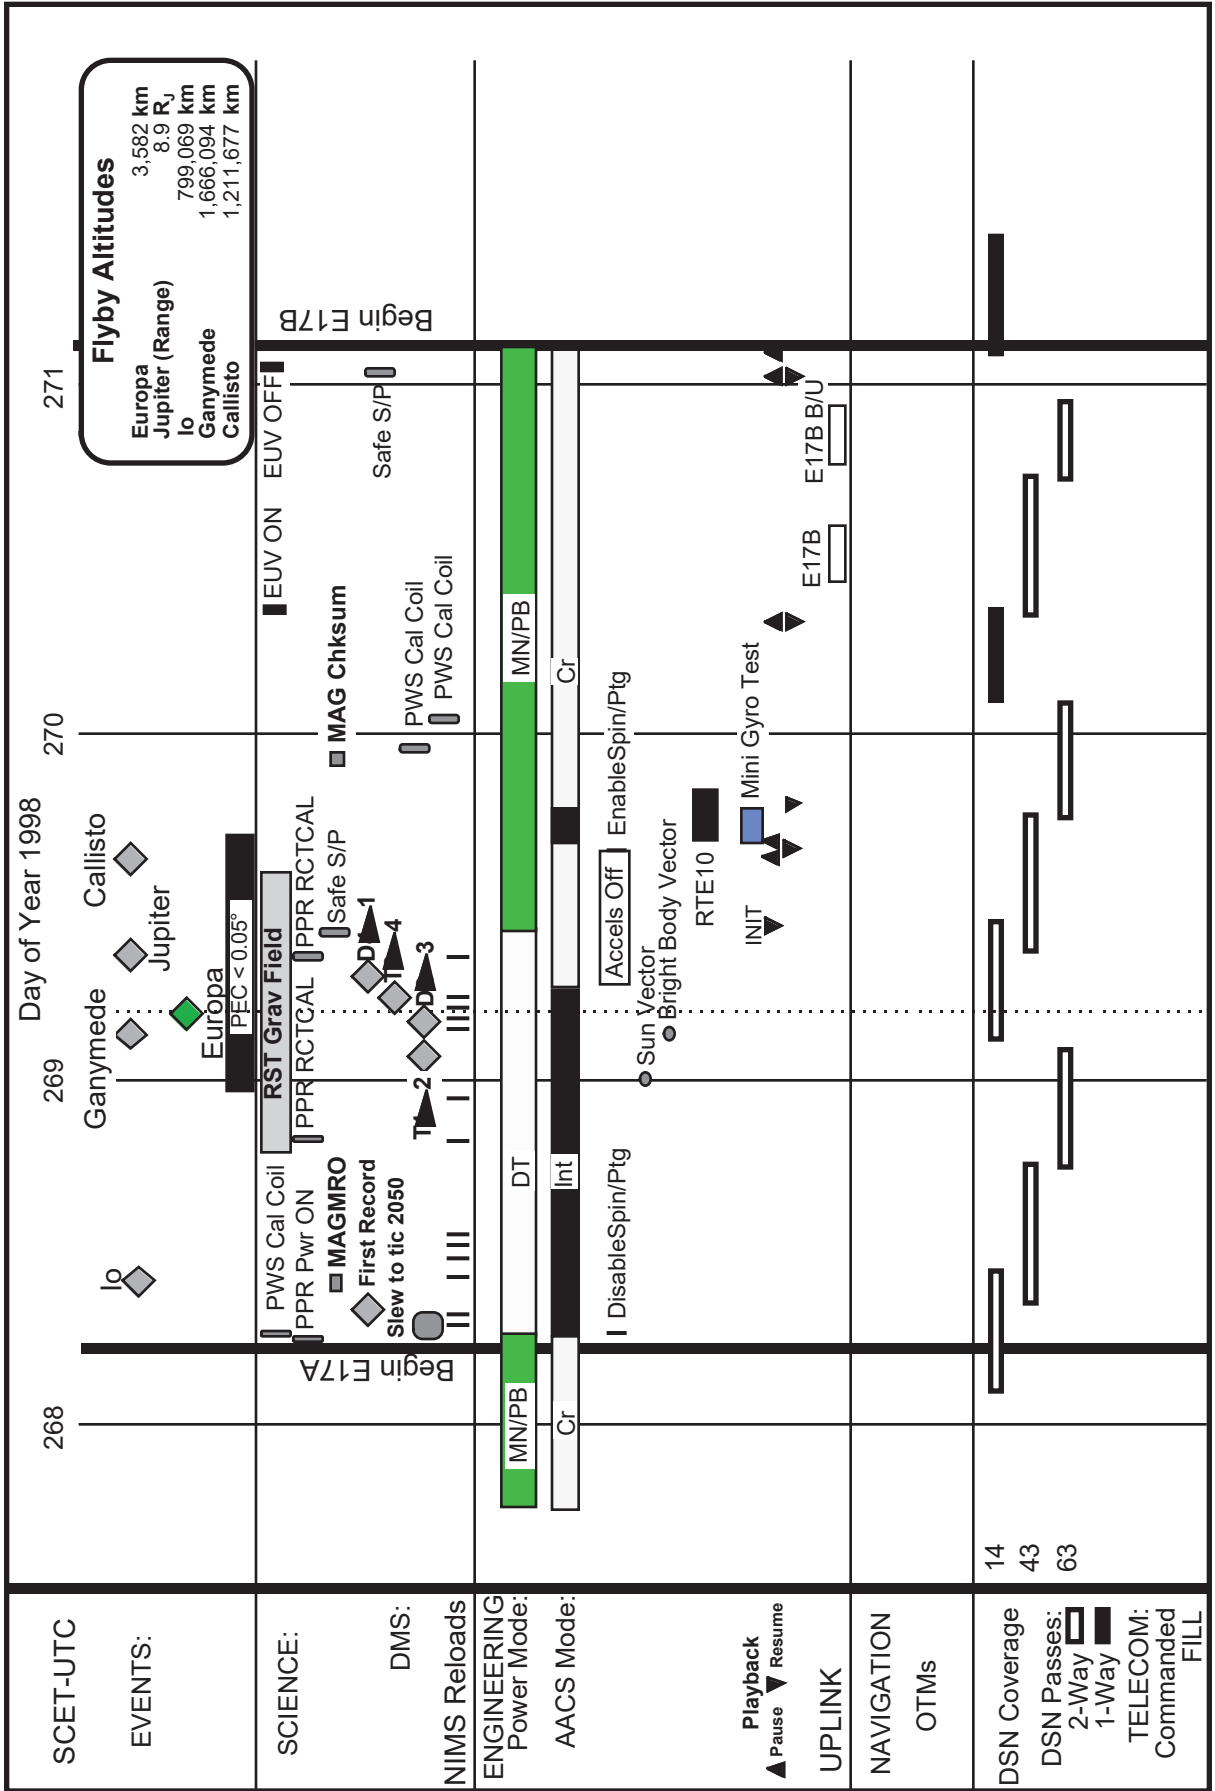 Day of Year 1998
SCET-UTC
268
269
270
271
EVENTS:
Io
Ganymede
Europa
Jupiter
Callisto
PEC < 0.05°
Flyby Altitudes
Europa 3,582 km
Jupiter (Range) 8.9 RJ
Io 799,069 km
Ganymede 1,666,094 km
Callisto 1,211,677 km
SCIENCE:
PWS Cal Coil
RST Grav Field
EUV ON
EUV OFF
PPR Pwr ON
PPR RCTCAL
PPR RCTCAL
MAGMRO
Safe S/P
MAG Chksum
First Record
Slew to tic 2050
Safe S/P
DMS:
1
4
2
3
PWS Cal Coil
PWS Cal Coil
Begin E17A
Begin E17B
NIMS Reloads
ENGINEERING
Power Mode:
MN/PB
DT
MN/PB
AACS Mode:
Cr
Int
Cr
DisableSpin/Ptg
Accels Off
EnableSpin/Ptg
Sun Vector
Bright Body Vector
RTE10
Mini Gyro Test
Playback
Pause
Resume
INIT
UPLINK
E17B
E17B B/U
NAVIGATION
OTMs
DSN Coverage
14
43
63
DSN Passes:
2-Way
1-Way
TELECOM:
Commanded
FILL